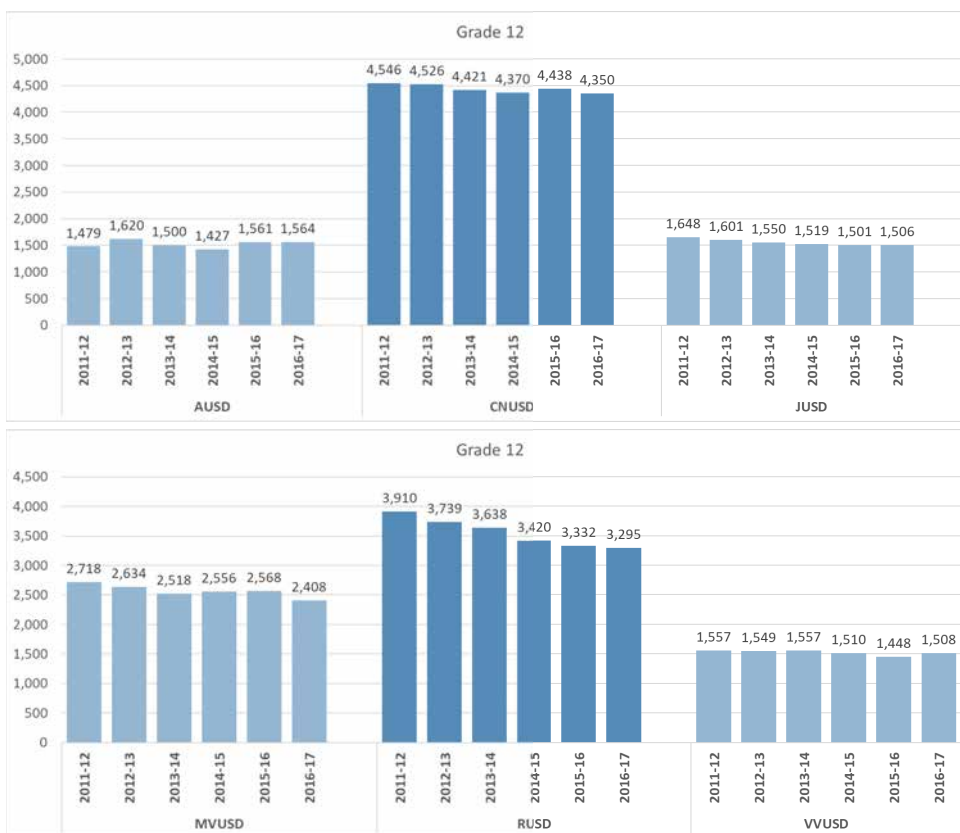 Grade 12
5,000
4,500
4,000
3,500
3,000
2,500
2,000
1,500
1,000
500
0
4,546 4,526 4,421 4,370 4,438 4,350
1,479 1,620 1,500 1,427 1,561 1,564
1,648 1,601 1,550 1,519 1,501 1,506
2011-12 2012-13 2013-14 2014-15 2015-16 2016-17
2011-12 2012-13 2013-14 2014-15 2015-16 2016-17
2011-12 2012-13 2013-14 2014-15 2015-16 2016-17
AUSD CNUSD JUSD
Grade 12
4,500
4,000
3,500
3,000
2,500
2,000
1,500
1,000
500
0
2,718 2,634 2,518 2,556 2,568 2,408
3,910 3,739 3,638 3,420 3,332 3,295
1,557 1,549 1,557 1,510 1,448 1,508
2011-12 2012-13 2013-14 2014-15 2015-16 2016-17
2011-12 2012-13 2013-14 2014-15 2015-16 2016-17
2011-12 2012-13 2013-14 2014-15 2015-16 2016-17
MVUSD RUSD VVUSD